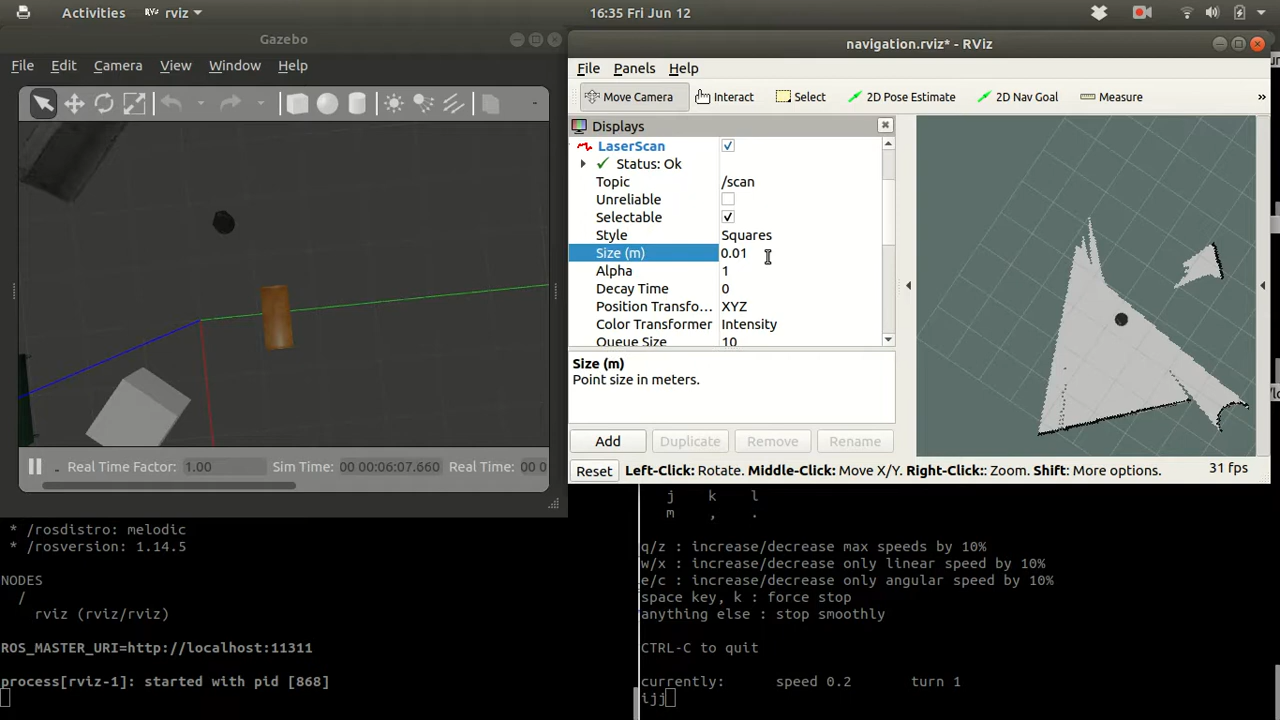 Activities rviz 16:35 Fri Jun 12
Gazebo
File Edit Camera View Window Help
Real Time Factor: 1.00 Sim Time: 00 00:06:07.660 Real Time: 00 0
navigation.rviz* - RViz
File Panels Help
Move Camera Interact Select 2D Pose Estimate 2D Nav Goal Measure »
Displays
LaserScan
Status: Ok
Topic /scan
Unreliable
Selectable
Style Squares
Size (m) 0.01
Alpha 1
Decay Time 0
Position Transfo... XYZ
Color Transformer Intensity
Queue Size 10
Size (m)
Point size in meters.
Add Duplicate Remove Rename
Reset Left-Click: Rotate. Middle-Click: Move X/Y. Right-Click:: Zoom. Shift: More options. 31 fps
* /rosdistro: melodic
* /rosversion: 1.14.5
NODES
/
rviz (rviz/rviz)
ROS_MASTER_URI=http://localhost:11311
process[rviz-1]: started with pid [868]
j k l
m , .
q/z : increase/decrease max speeds by 10%
w/x : increase/decrease only linear speed by 10%
e/c : increase/decrease only angular speed by 10%
space key, k : force stop
anything else : stop smoothly
CTRL-C to quit
currently: speed 0.2 turn 1
ijj